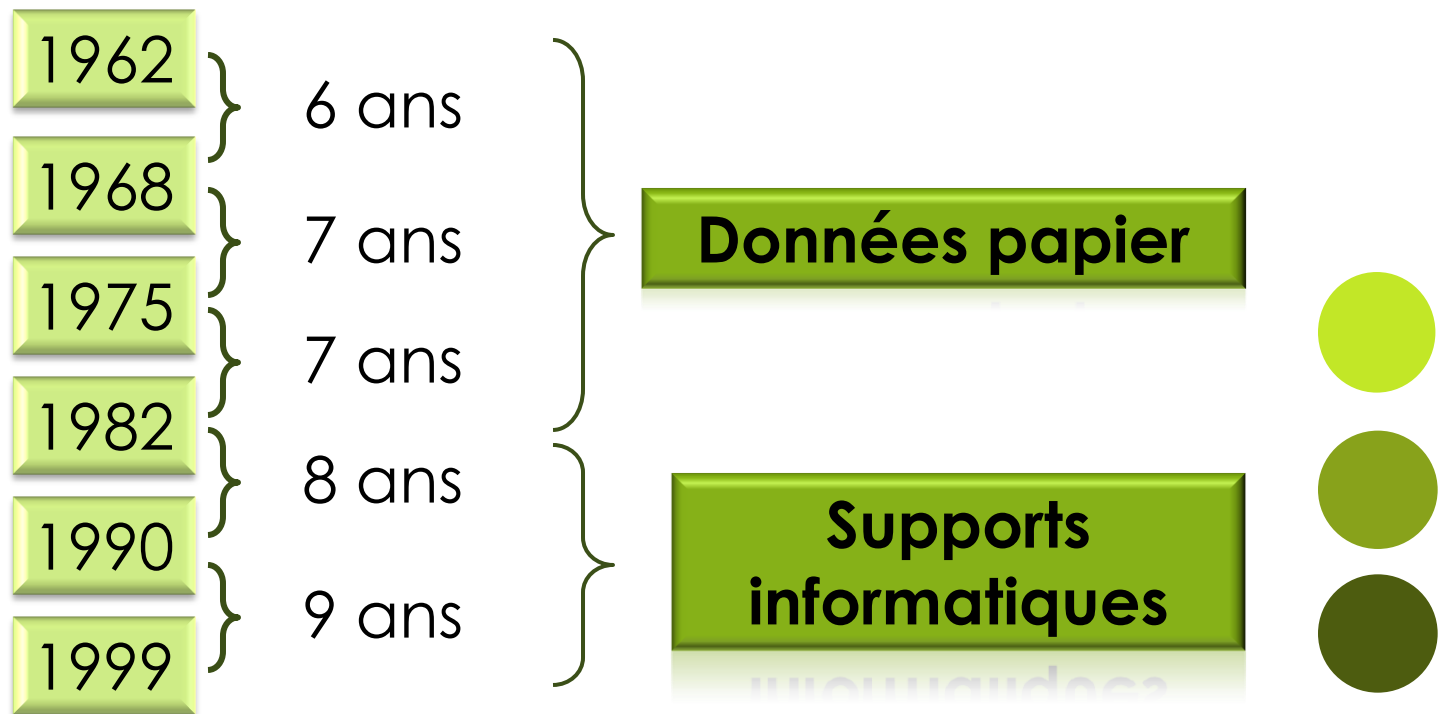 1962
6 ans
1968
7 ans
1975
7 ans
1982
8 ans
1990
9 ans
1999
Données papier
Supports
informatiques